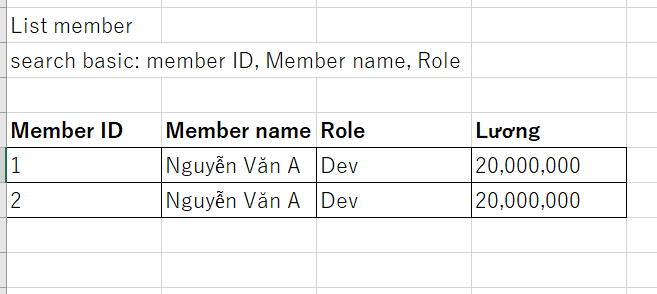 List member
search basic: member ID, Member name, Role
Member ID Member name Role Lương
1 Nguyễn Văn A Dev 20,000,000
2 Nguyễn Văn A Dev 20,000,000